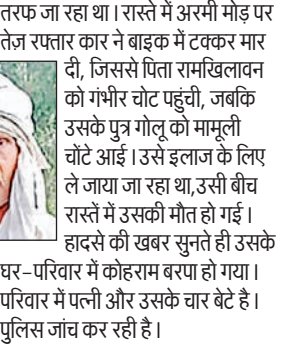 तरफ जा रहा था। रास्ते में अरमी मोड़ पर
तेज़ रफ्तार कार ने बाइक में टक्कर मार
दी, जिससे पिता रामखिलावन
को गंभीर चोट पहुंची, जबकि
उसके पुत्र गोलू को मामूली
चोंटे आई। उसे इलाज के लिए
ले जाया जा रहा था,उसी बीच
रास्तें में उसकी मौत हो गई।
हादसे की खबर सुनते ही उसके
घर-परिवार में कोहराम बरपा हो गया।
परिवार में पत्नी और उसके चार बेटे है।
पुलिस जांच कर रही है।